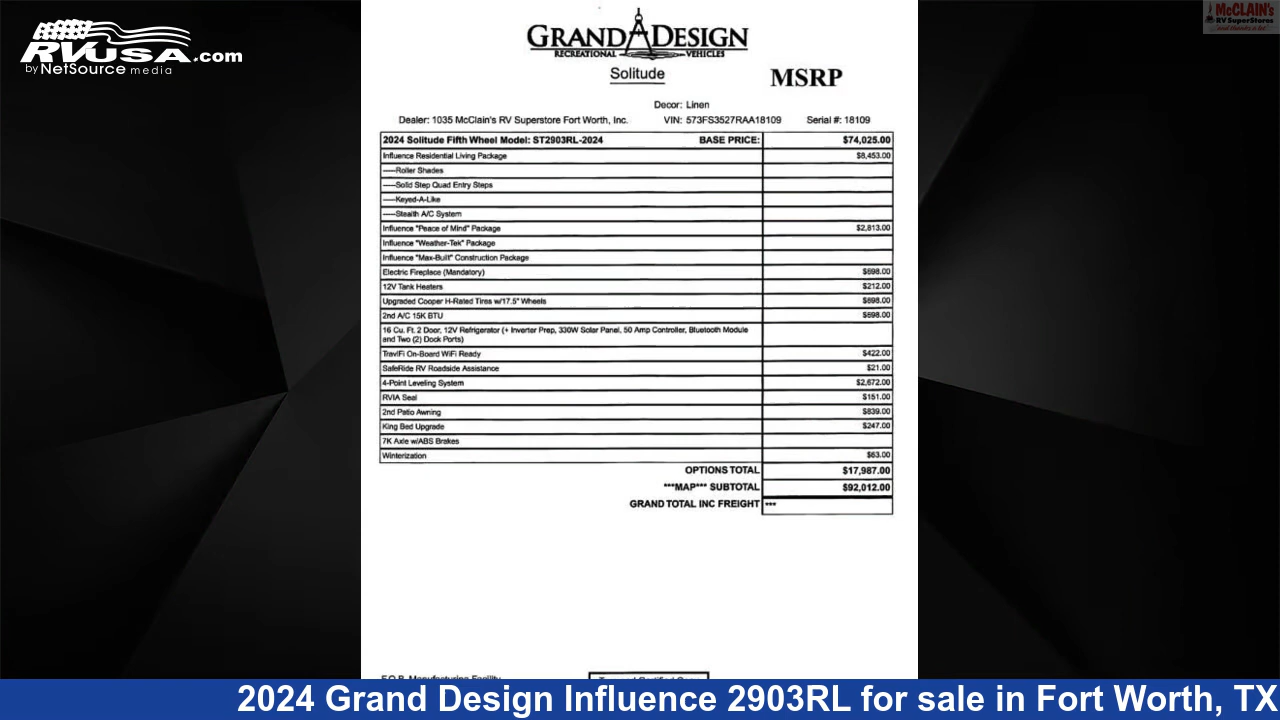 RVUSA.com
by NetSource media
McCLAIN's
RV SuperStores
GRAND DESIGN
RECREATIONAL VEHICLES
Solitude
MSRP
Decor: Linen
Dealer: 1035 McClain's RV Superstore Fort Worth, Inc. VIN: 573FS3527RAA18109 Serial #: 18109
2024 Solitude Fifth Wheel Model: ST2903RL-2024 BASE PRICE: $74,025.00
Influence Residential Living Package $8,453.00
-----Roller Shades
-----Solid Step Quad Entry Steps
-----Keyed-A-Like
-----Stealth A/C System
Influence "Peace of Mind" Package $2,813.00
Influence "Weather-Tek" Package
Influence "Max-Built" Construction Package
Electric Fireplace (Mandatory) $698.00
12V Tank Heaters $212.00
Upgraded Cooper H-Rated Tires w/17.5" Wheels $698.00
2nd A/C 15K BTU $698.00
16 Cu. Ft. 2 Door, 12V Refrigerator (+ Inverter Prep, 330W Solar Panel, 50 Amp Controller, Bluetooth Module
and Two (2) Dock Ports)
TravlFi On-Board WiFi Ready $422.00
SafeRide RV Roadside Assistance $21.00
4-Point Leveling System $2,672.00
RVIA Seal $151.00
2nd Patio Awning $839.00
King Bed Upgrade $247.00
7K Axle w/ABS Brakes
Winterization $63.00
OPTIONS TOTAL $17,987.00
***MAP*** SUBTOTAL $92,012.00
GRAND TOTAL INC FREIGHT ***
F.O.B. Manufacturing Facility
2024 Grand Design Influence 2903RL for sale in Fort Worth, TX